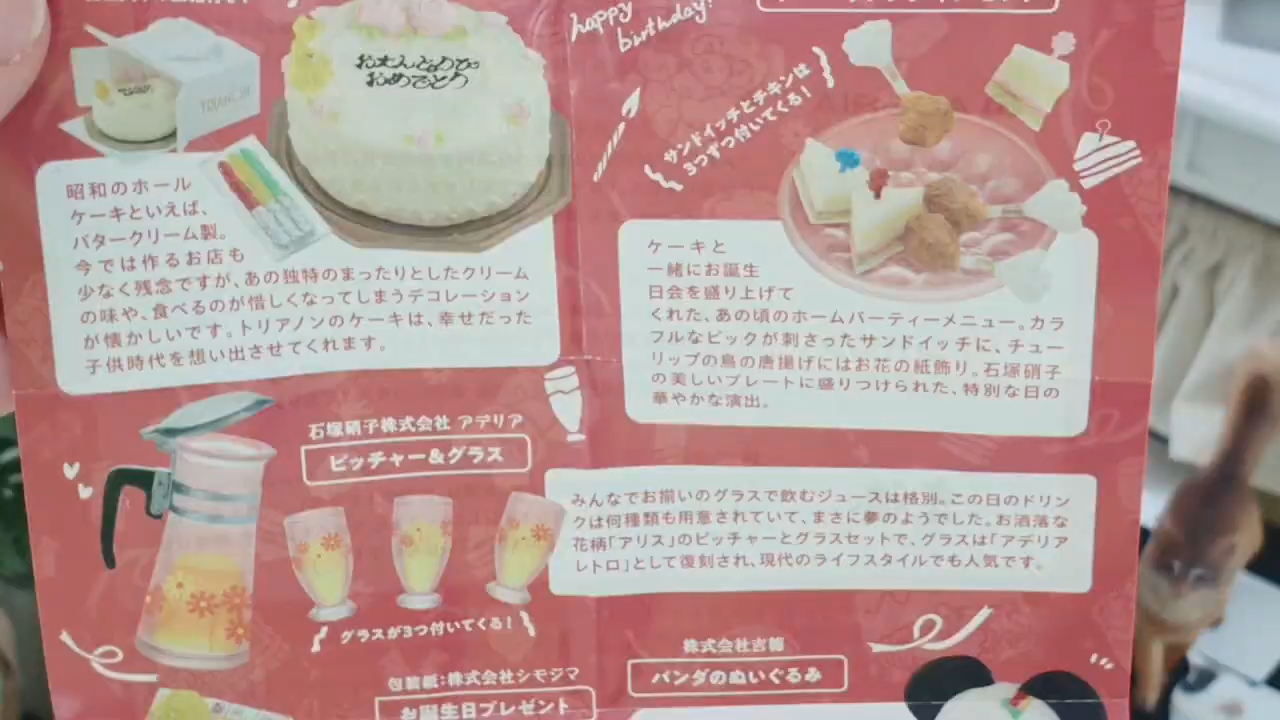 happy
birthday!
おたんじょうび
おめでとう
サンドイッチとチキンは
3つずつ付いてくる!
昭和のホール
ケーキといえば、
バタークリーム製。
今では作るお店も
少なく残念ですが、あの独特のまったりとしたクリーム
の味や、食べるのが惜しくなってしまうデコレーション
が懐かしいです。トリアノンのケーキは、幸せだった
子供時代を想い出させてくれます。
ケーキと
一緒にお誕生
日会を盛り上げて
くれた、あの頃のホームパーティーメニュー。カラ
フルなピックが刺さったサンドイッチに、チュー
リップの鳥の唐揚げにはお花の紙飾り。石塚硝子
の美しいプレートに盛りつけられた、特別な日の
華やかな演出。
石塚硝子株式会社 アデリア
ピッチャー&グラス
グラスが3つ付いてくる!
みんなでお揃いのグラスで飲むジュースは格別。この日のドリン
クは何種類も用意されていて、まさに夢のようでした。お洒落な
花柄「アリス」のピッチャーとグラスセットで、グラスは「アデリア
レトロ」として復刻され、現代のライフスタイルでも人気です。
包装紙:株式会社シモジマ
お誕生日プレゼント
株式会社吉徳
パンダのぬいぐるみ